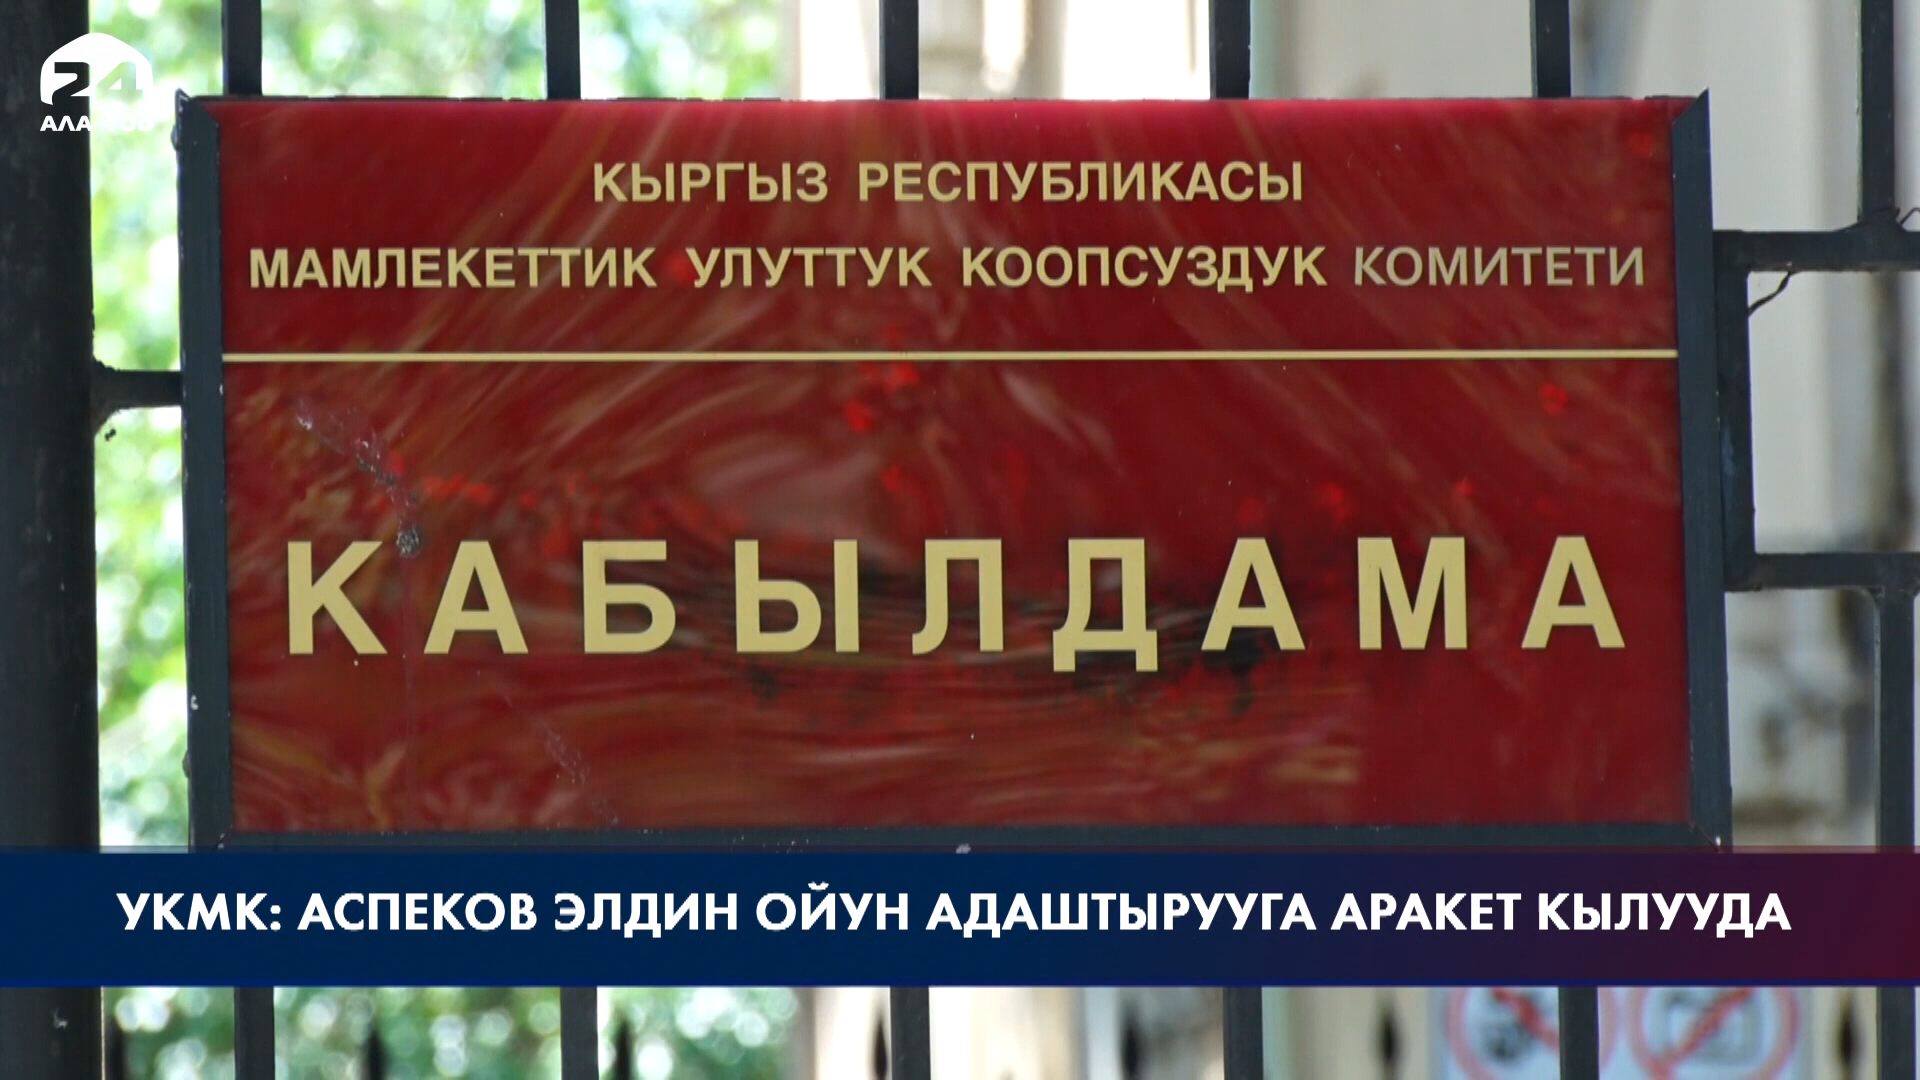 24
КЫРГЫЗ РЕСПУБЛИКАСЫ
МАМЛЕКЕТТИК УЛУТТУК КООПСУЗДУК КОМИТЕТИ
КАБЫЛДАМА
УКМК: АСПЕКОВ ЭЛДИН ОЙУН АДАШТЫРУУГА АРАКЕТ КЫЛУУДА